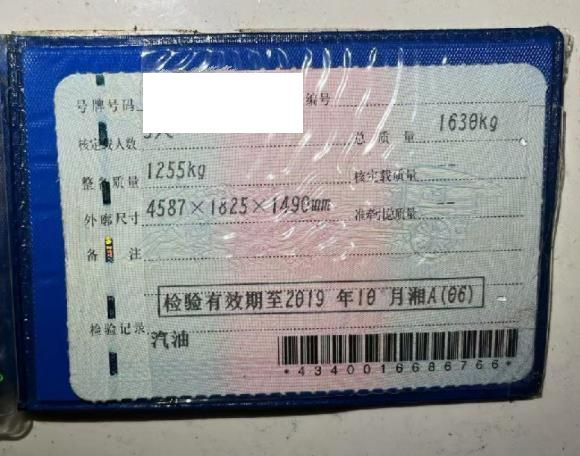 号牌号码 编号
核定载人数 5人 总质量 1630kg
整备质量 1255kg 核定载质量 --
外廓尺寸 4587×1825×1490mm 准牵引总质量 --
备注
检验有效期至2019年10月湘A(06)
检验记录
汽油
*4340016686766*